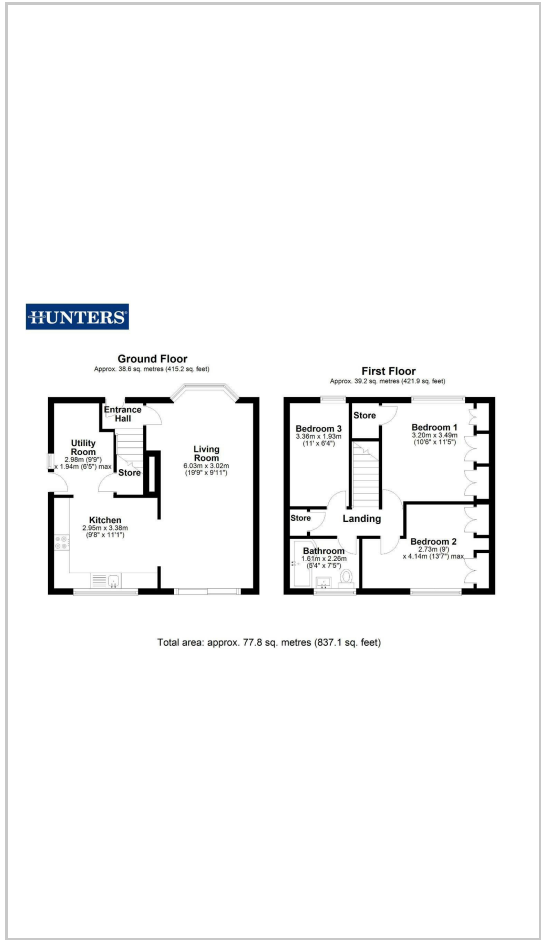 HUNTERS
Ground Floor
Approx. 38.6 sq. metres (415.2 sq. feet)
Entrance
Hall
Utility
Room
2.98m (9'9")
x 1.94m (6'5") max
Store
Living
Room
6.03m x 3.02m
(19'9" x 9'11")
Kitchen
2.95m x 3.38m
(9'8" x 11'1")
First Floor
Approx. 39.2 sq. metres (421.9 sq. feet)
Bedroom 3
3.36m x 1.93m
(11' x 6'4")
Store
Bedroom 1
3.20m x 3.49m
(10'6" x 11'5")
Store
Landing
Bathroom
1.61m x 2.26m
(5'4" x 7'5")
Bedroom 2
2.73m (9')
x 4.14m (13'7") max
Total area: approx. 77.8 sq. metres (837.1 sq. feet)